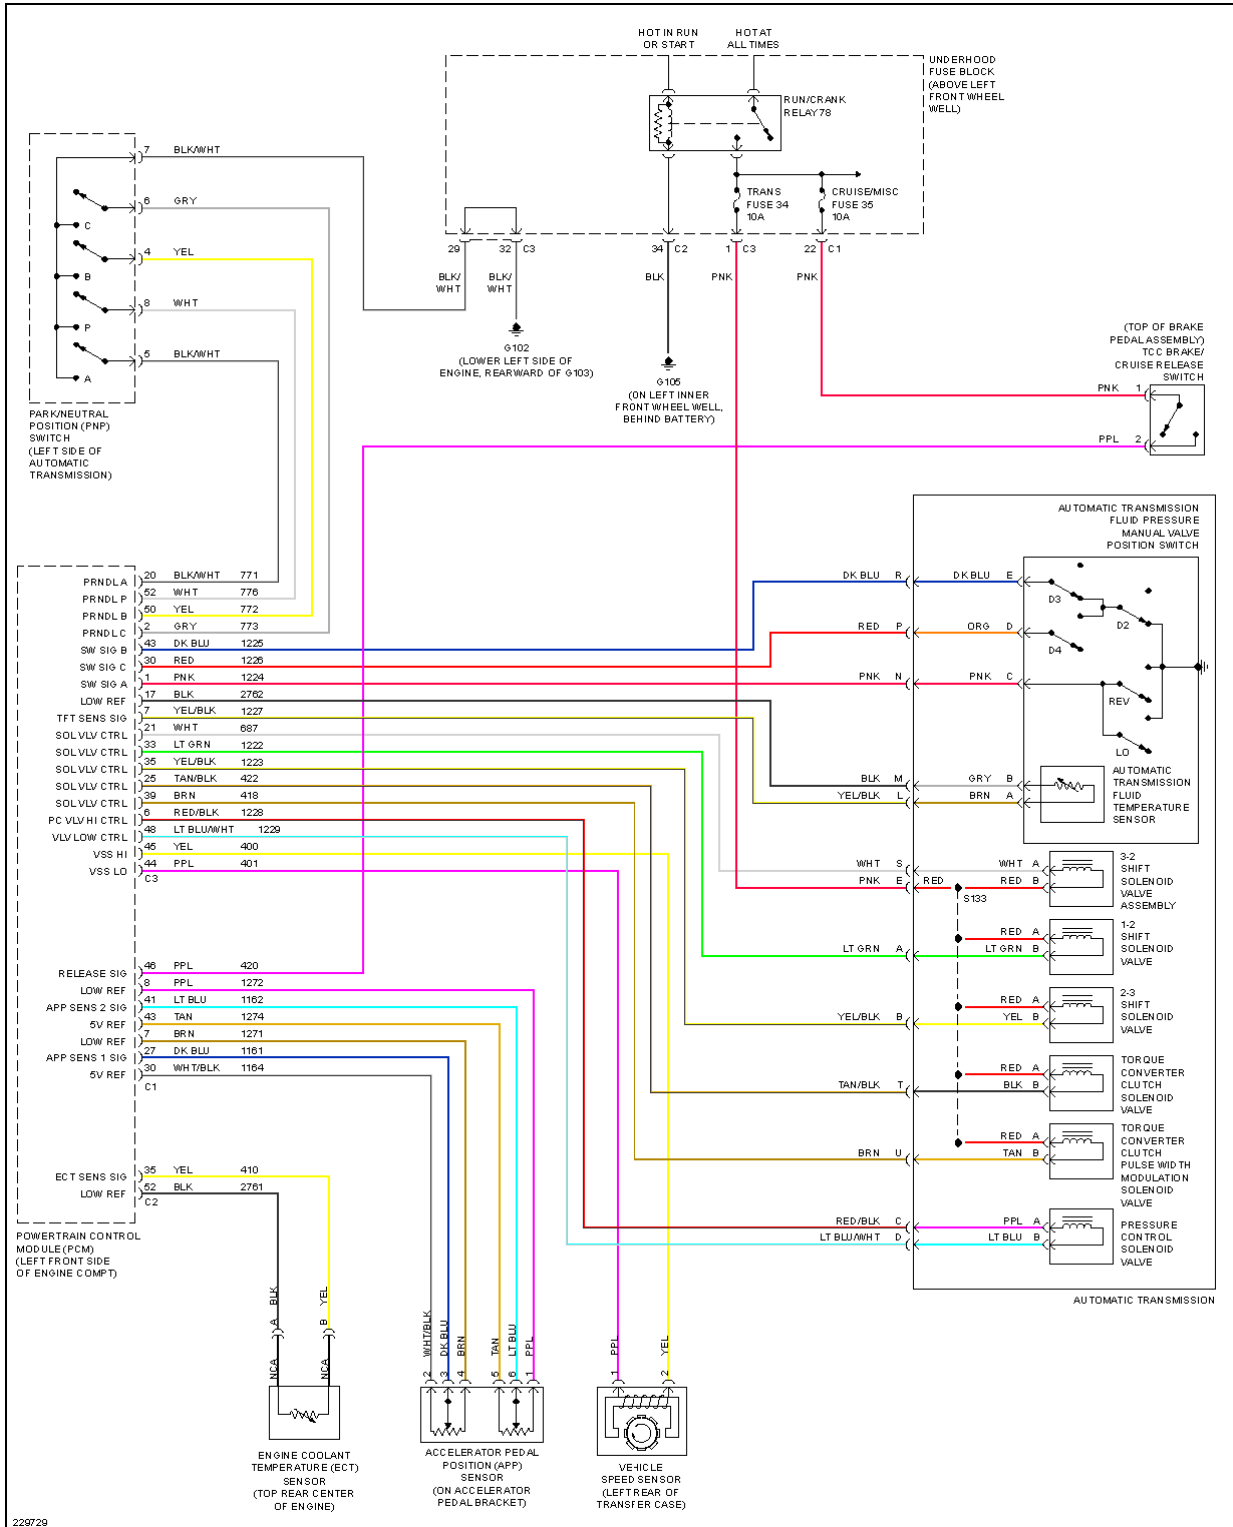 HOT IN RUN
OR START
HOT AT
ALL TIMES
UNDERHOOD
FUSE BLOCK
(ABOVE LEFT
FRONT WHEEL
WELL)
RUN/CRANK
RELAY 78
TRANS
FUSE 34
10A
CRUISE/MISC
FUSE 35
10A
29
32 C3
34 C2
1 C3
22 C1
BLK/
WHT
BLK/
WHT
BLK
PNK
PNK
G102
(LOWER LEFT SIDE OF
ENGINE, REARWARD OF G103)
G105
(ON LEFT INNER
FRONT WHEEL WELL,
BEHIND BATTERY)
7 BLK/WHT
6 GRY
C
4 YEL
B
8 WHT
P
5 BLK/WHT
A
PARK/NEUTRAL
POSITION (PNP)
SWITCH
(LEFT SIDE OF
AUTOMATIC
TRANSMISSION)
(TOP OF BRAKE
PEDAL ASSEMBLY)
TCC BRAKE/
CRUISE RELEASE
SWITCH
PNK 1
PPL 2
PRNDL A 20 BLK/WHT 771
PRNDL P 52 WHT 776
PRNDL B 50 YEL 772
PRNDL C 2 GRY 773
SW SIG B 43 DK BLU 1225
SW SIG C 30 RED 1226
SW SIG A 1 PNK 1224
LOW REF 17 BLK 2762
TFT SENS SIG 7 YEL/BLK 1227
SOL VLV CTRL 21 WHT 687
SOL VLV CTRL 33 LT GRN 1222
SOL VLV CTRL 35 YEL/BLK 1223
SOL VLV CTRL 25 TAN/BLK 422
SOL VLV CTRL 39 BRN 418
PC VLV HI CTRL 6 RED/BLK 1228
VLV LOW CTRL 48 LT BLU/WHT 1229
VSS HI 45 YEL 400
VSS LO 44 PPL 401
C3
RELEASE SIG 46 PPL 420
LOW REF 8 PPL 1272
APP SENS 2 SIG 41 LT BLU 1162
5V REF 43 TAN 1274
LOW REF 7 BRN 1271
APP SENS 1 SIG 27 DK BLU 1161
5V REF 30 WHT/BLK 1164
C1
ECT SENS SIG 35 YEL 410
LOW REF 52 BLK 2761
C2
POWERTRAIN CONTROL
MODULE (PCM)
(LEFT FRONT SIDE
OF ENGINE COMPT)
AUTOMATIC TRANSMISSION
FLUID PRESSURE
MANUAL VALVE
POSITION SWITCH
DK BLU R DK BLU E
D3
D2
RED P ORG D
D4
PNK N PNK C
REV
LO
BLK M GRY B
YEL/BLK L BRN A
AUTOMATIC
TRANSMISSION
FLUID
TEMPERATURE
SENSOR
WHT S WHT A
PNK E RED RED B
S133
3-2
SHIFT
SOLENOID
VALVE
ASSEMBLY
RED A
LT GRN A LT GRN B
1-2
SHIFT
SOLENOID
VALVE
RED A
YEL/BLK B YEL B
2-3
SHIFT
SOLENOID
VALVE
RED A
TAN/BLK T BLK B
TORQUE
CONVERTER
CLUTCH
SOLENOID
VALVE
RED A
BRN U TAN B
TORQUE
CONVERTER
CLUTCH
PULSE WIDTH
MODULATION
SOLENOID
VALVE
RED/BLK C PPL A
LT BLU/WHT D LT BLU B
PRESSURE
CONTROL
SOLENOID
VALVE
AUTOMATIC TRANSMISSION
A BLK
B YEL
NCA
NCA
ENGINE COOLANT
TEMPERATURE (ECT)
SENSOR
(TOP REAR CENTER
OF ENGINE)
2 WHT/BLK
3 DK BLU
4 BRN
5 TAN
6 LT BLU
1 PPL
ACCELERATOR PEDAL
POSITION (APP)
SENSOR
(ON ACCELERATOR
PEDAL BRACKET)
1 PPL
2 YEL
VEHICLE
SPEED SENSOR
(LEFT REAR OF
TRANSFER CASE)
229729